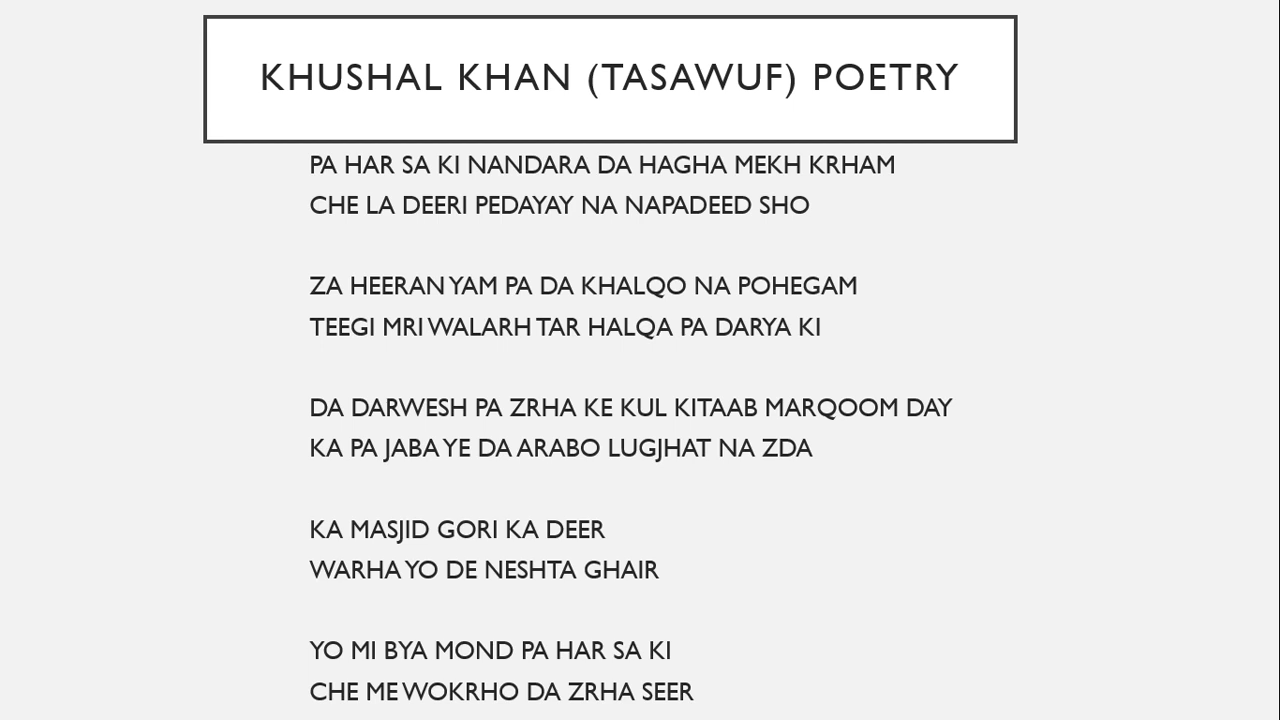 KHUSHAL KHAN (TASAWUF) POETRY
PA HAR SA KI NANDARA DA HAGHA MEKH KRHAM
CHE LA DEERI PEDAYAY NA NAPADEED SHO
ZA HEERAN YAM PA DA KHALQO NA POHEGAM
TEEGI MRI WALARH TAR HALQA PA DARYA KI
DA DARWESH PA ZRHA KE KUL KITAAB MARQOOM DAY
KA PA JABA YE DA ARABO LUGJHAT NA ZDA
KA MASJID GORI KA DEER
WARHA YO DE NESHTA GHAIR
YO MI BYA MOND PA HAR SA KI
CHE ME WOKRHO DA ZRHA SEER